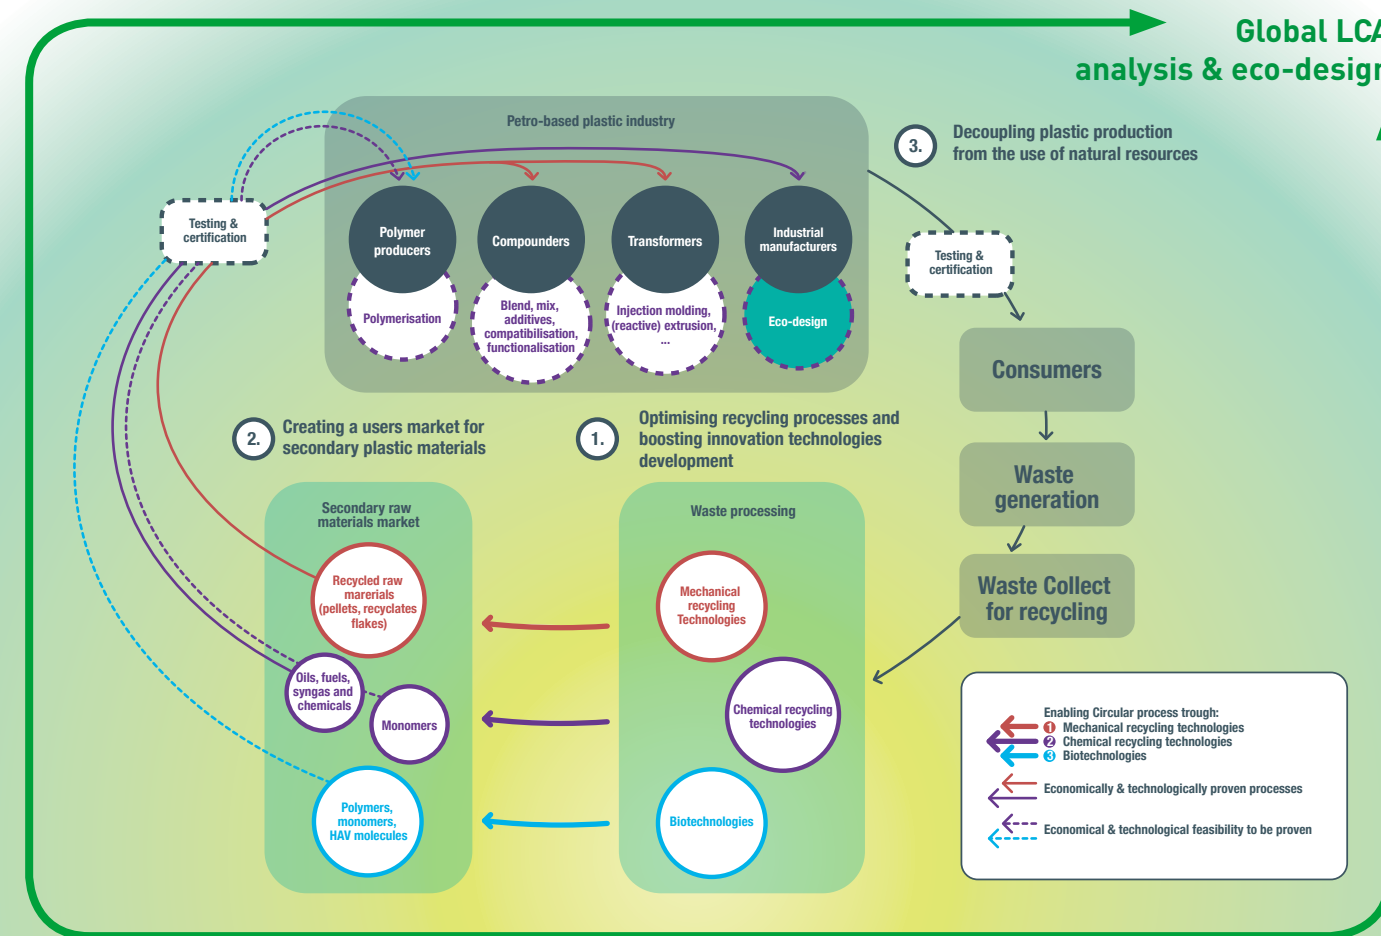 Global LCA
analysis & eco-design
Petro-based plastic industry
3.
Decoupling plastic production
from the use of natural resources
Testing &
certification
Polymer
producers
Compounders
Transformers
Industrial
manufacturers
Polymerisation
Blend, mix,
additives,
compatibilisation,
functionalisation
Injection molding,
(reactive) extrusion,
...
Eco-design
Testing &
certification
Consumers
Waste
generation
Waste Collect
for recycling
2.
Creating a users market for
secondary plastic materials
1.
Optimising recycling processes and
boosting innovation technologies
development
Secondary raw
materials market
Recycled raw
marerials
(pellets, recyclates
flakes)
Oils, fuels,
syngas and
chemicals
Monomers
Polymers,
monomers,
HAV molecules
Waste processing
Mechanical
recycling
Technologies
Chemical recycling
technologies
Biotechnologies
Enabling Circular process trough:
1 Mechanical recycling technologies
2 Chemical recycling technologies
3 Biotechnologies
Economically & technologically proven processes
Economical & technological feasibility to be proven